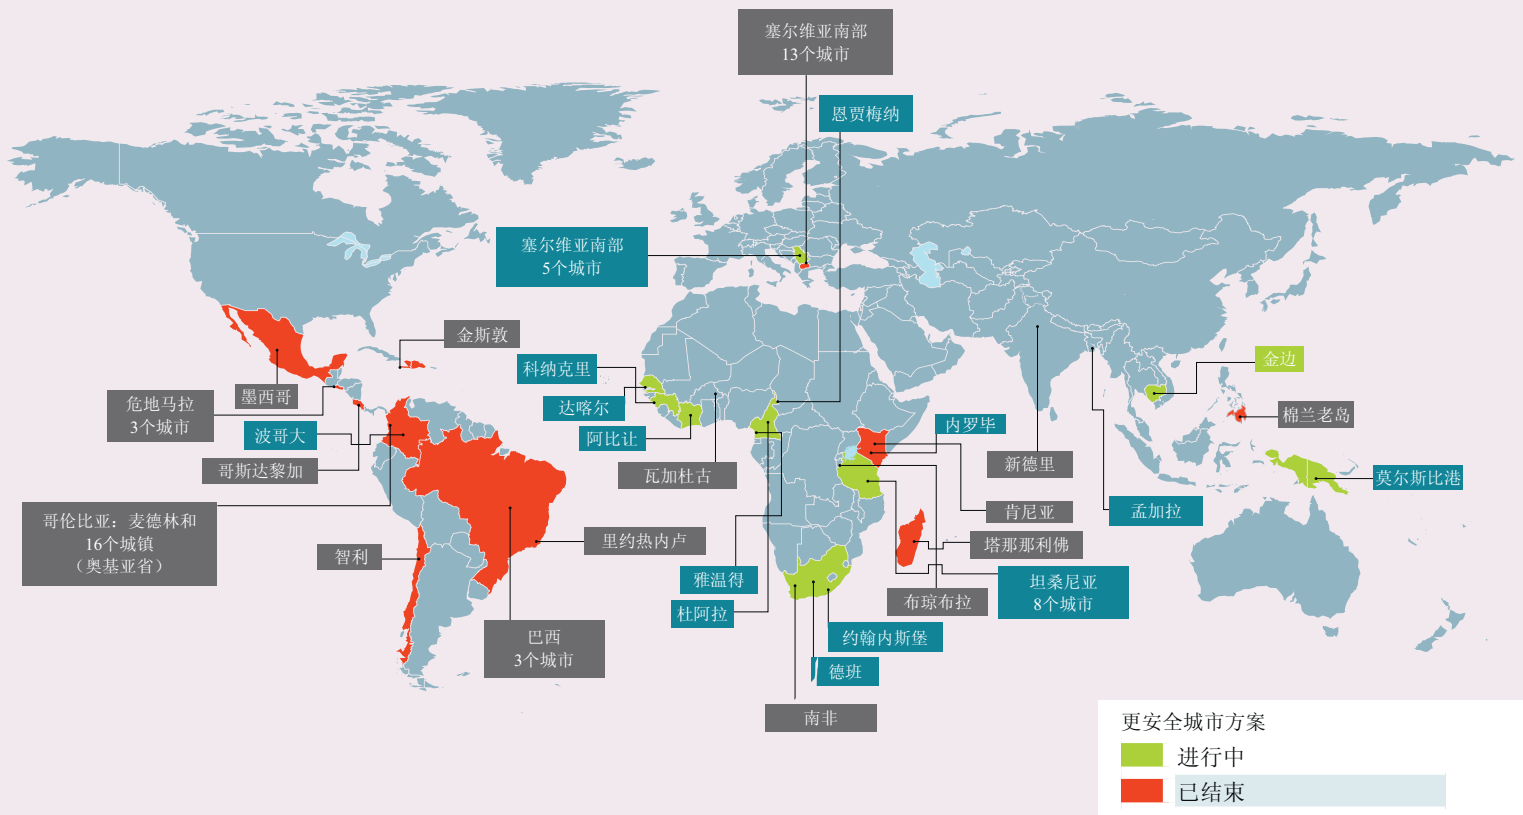 塞尔维亚南部
13个城市
恩贾梅纳
塞尔维亚南部
5个城市
金斯敦
科纳克里
金边
墨西哥
危地马拉
3个城市
达喀尔
棉兰老岛
波哥大
阿比让
内罗毕
哥斯达黎加
瓦加杜古
新德里
莫尔斯比港
哥伦比亚：麦德林和
16个城镇
（奥基亚省）
肯尼亚
孟加拉
智利
里约热内卢
塔那那利佛
雅温得
坦桑尼亚
8个城市
布琼布拉
杜阿拉
巴西
3个城市
约翰内斯堡
德班
南非
更安全城市方案
进行中
已结束